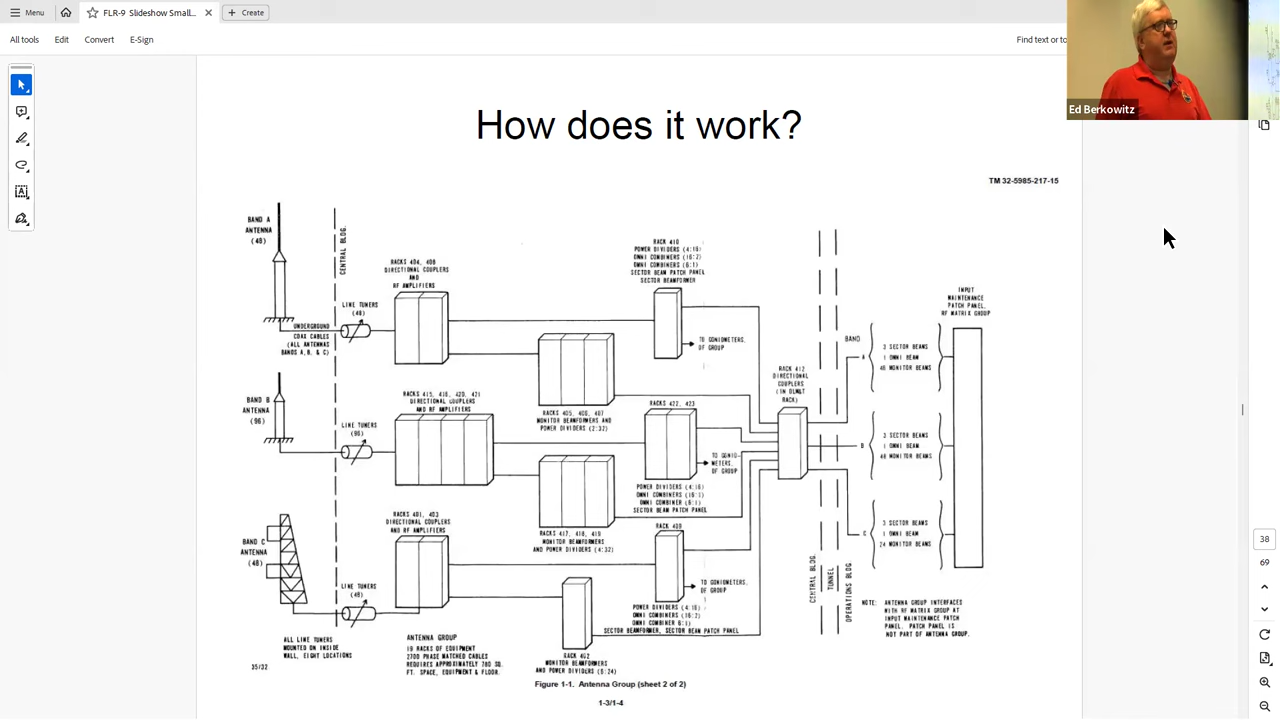 Menu
FLR-9 Slideshow Small...
Create
All tools
Edit
Convert
E-Sign
Find text or to
Ed Berkowitz
How does it work?
TM 32-5985-217-15
BAND A
ANTENNA
(48)
CENTRAL BLDG.
UNDERGROUND
COAX CABLES
(ALL ANTENNAS
BANDS A, B, & C)
LINE TUNERS
(48)
RACKS 404, 408
DIRECTIONAL COUPLERS
AND
RF AMPLIFIERS
RACK 410
POWER DIVIDERS (4:16)
OMNI COMBINERS (16:2)
OMNI COMBINERS (6:1)
SECTOR BEAM PATCH PANEL
SECTOR BEAMFORMER
TO GONIOMETERS,
DF GROUP
RACKS 405, 406, 407
MONITOR BEAMFORMERS AND
POWER DIVIDERS (2:32)
BAND B
ANTENNA
(96)
LINE TUNERS
(96)
RACKS 415, 416, 420, 421
DIRECTIONAL COUPLERS
AND RF AMPLIFIERS
RACKS 422, 423
TO GONIO-
METERS,
DF GROUP
POWER DIVIDERS (4:16)
OMNI COMBINERS (16:1)
OMNI COMBINER (6:1)
SECTOR BEAM PATCH PANEL
RACKS 417, 418, 419
MONITOR BEAMFORMERS
AND POWER DIVIDERS (4:32)
BAND C
ANTENNA
(48)
LINE TUNERS
(48)
RACKS 401, 403
DIRECTIONAL COUPLERS
AND RF AMPLIFIERS
RACK 409
TO GONIOMETERS,
DF GROUP
POWER DIVIDERS (4:16)
OMNI COMBINERS (16:2)
OMNI COMBINER 6:1)
SECTOR BEAMFORMER, SECTOR BEAM PATCH PANEL
RACK 402
MONITOR BEAMFORMERS
AND POWER DIVIDERS (6:24)
RACK 412
DIRECTIONAL
COUPLERS
RACK)
CENTRAL BLDG.
TUNNEL
OPERATIONS BLDG.
BAND
A
3 SECTOR BEAMS
1 OMNI BEAM
48 MONITOR BEAMS
B
3 SECTOR BEAMS
1 OMNI BEAM
48 MONITOR BEAMS
C
3 SECTOR BEAMS
1 OMNI BEAM
24 MONITOR BEAMS
INPUT
MAINTENANCE
PATCH PANEL,
RF MATRIX GROUP
NOTE: ANTENNA GROUP INTERFACES
WITH RF MATRIX GROUP AT
INPUT MAINTENANCE PATCH
PANEL. PATCH PANEL IS
NOT PART OF ANTENNA GROUP.
ALL LINE TUNERS
MOUNTED ON INSIDE
WALL, EIGHT LOCATIONS
ANTENNA GROUP
19 RACKS OF EQUIPMENT
2700 PHASE MATCHED CABLES
REQUIRES APPROXIMATELY 780 SQ.
FT. SPACE, EQUIPMENT & FLOOR.
35/32
Figure 1-1. Antenna Group (sheet 2 of 2)
1-3/1-4
38
69